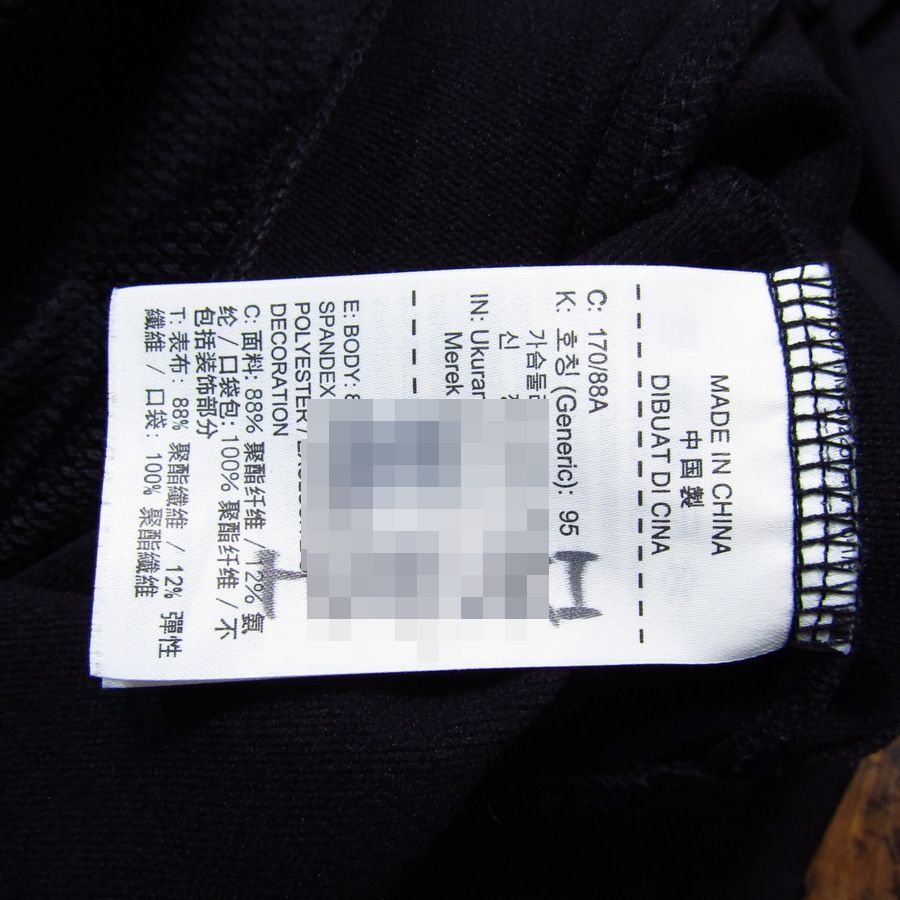 MADE IN CHINA
中国製
DIBUAT DI CINA
C: 170/88A
K: 호칭 (Generic): 95
가슴둘
신
IN: Ukuran
Merek
E: BODY:
SPANDEX
POLYESTER /
DECORATION
C: 面料: 88% 聚酯纤维 / 12% 氨
纶 / 口袋包: 100% 聚酯纤维 / 不
包括装饰部分
T: 表布: 88% 聚酯纖維 / 12% 彈性
纖維 / 口袋: 100% 聚酯纖維